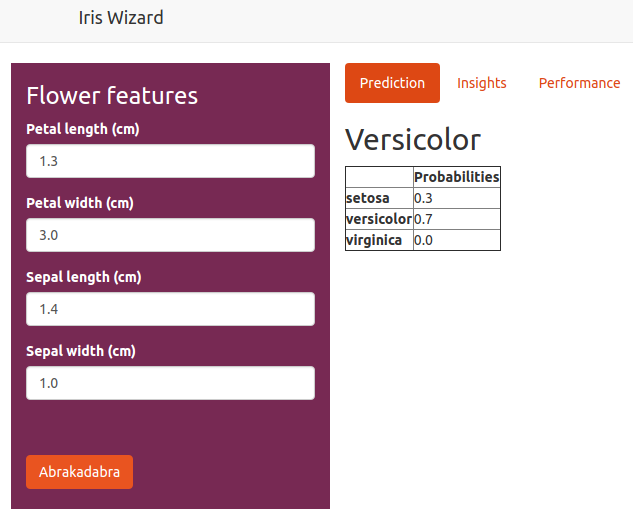 Iris Wizard
Flower features
Petal length (cm)
1.3
Petal width (cm)
3.0
Sepal length (cm)
1.4
Sepal width (cm)
1.0
Abrakadabra
Prediction Insights Performance
Versicolor
Probabilities
setosa 0.3
versicolor 0.7
virginica 0.0